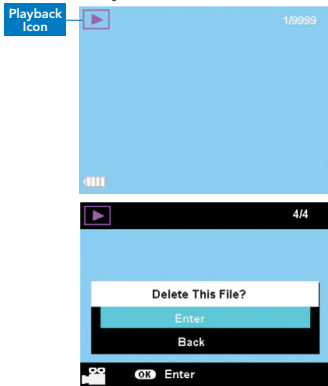 Playback
Icon
1/9999
4/4
Delete This File?
Enter
Back
OK Enter